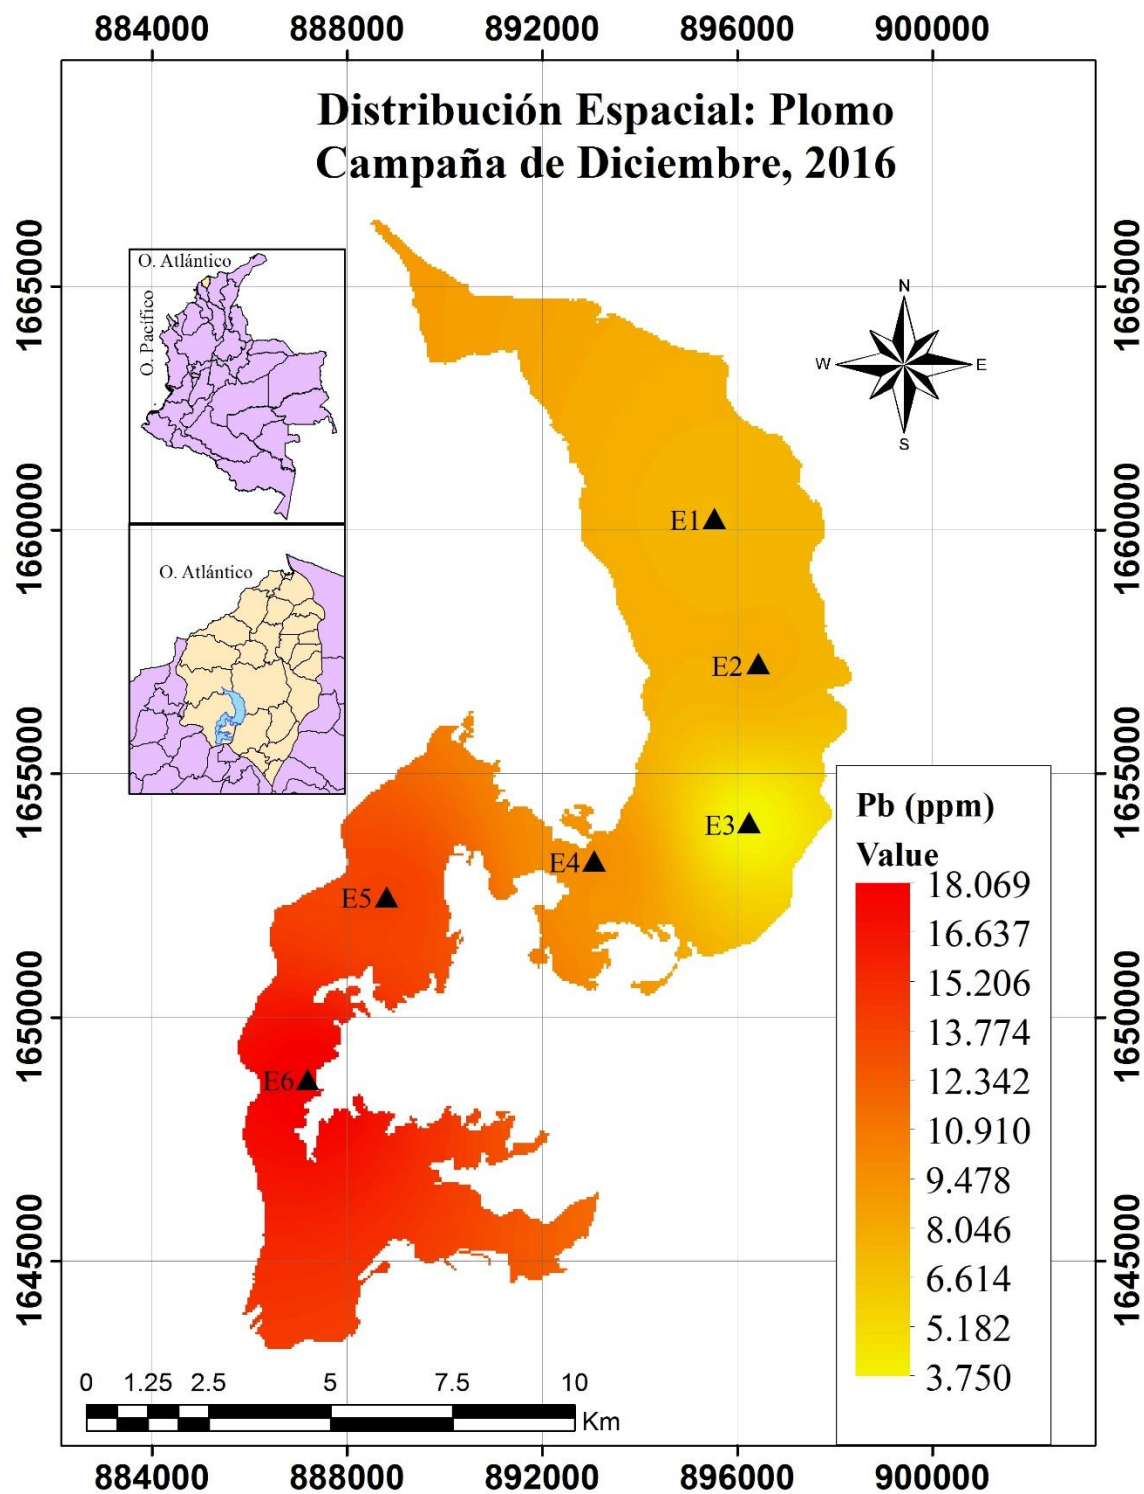 884000 888000 892000 896000 900000
Distribución Espacial: Plomo
Campaña de Diciembre, 2016
1665000
1660000
1655000
1650000
1645000
O. Atlántico
O. Pacífico
O. Atlántico
N
W E
S
E1
E2
E3
E4
E5
E6
1665000
1660000
1655000
1650000
1645000
Pb (ppm)
Value
18.069
16.637
15.206
13.774
12.342
10.910
9.478
8.046
6.614
5.182
3.750
0 1.25 2.5 5 7.5 10
Km
884000 888000 892000 896000 900000